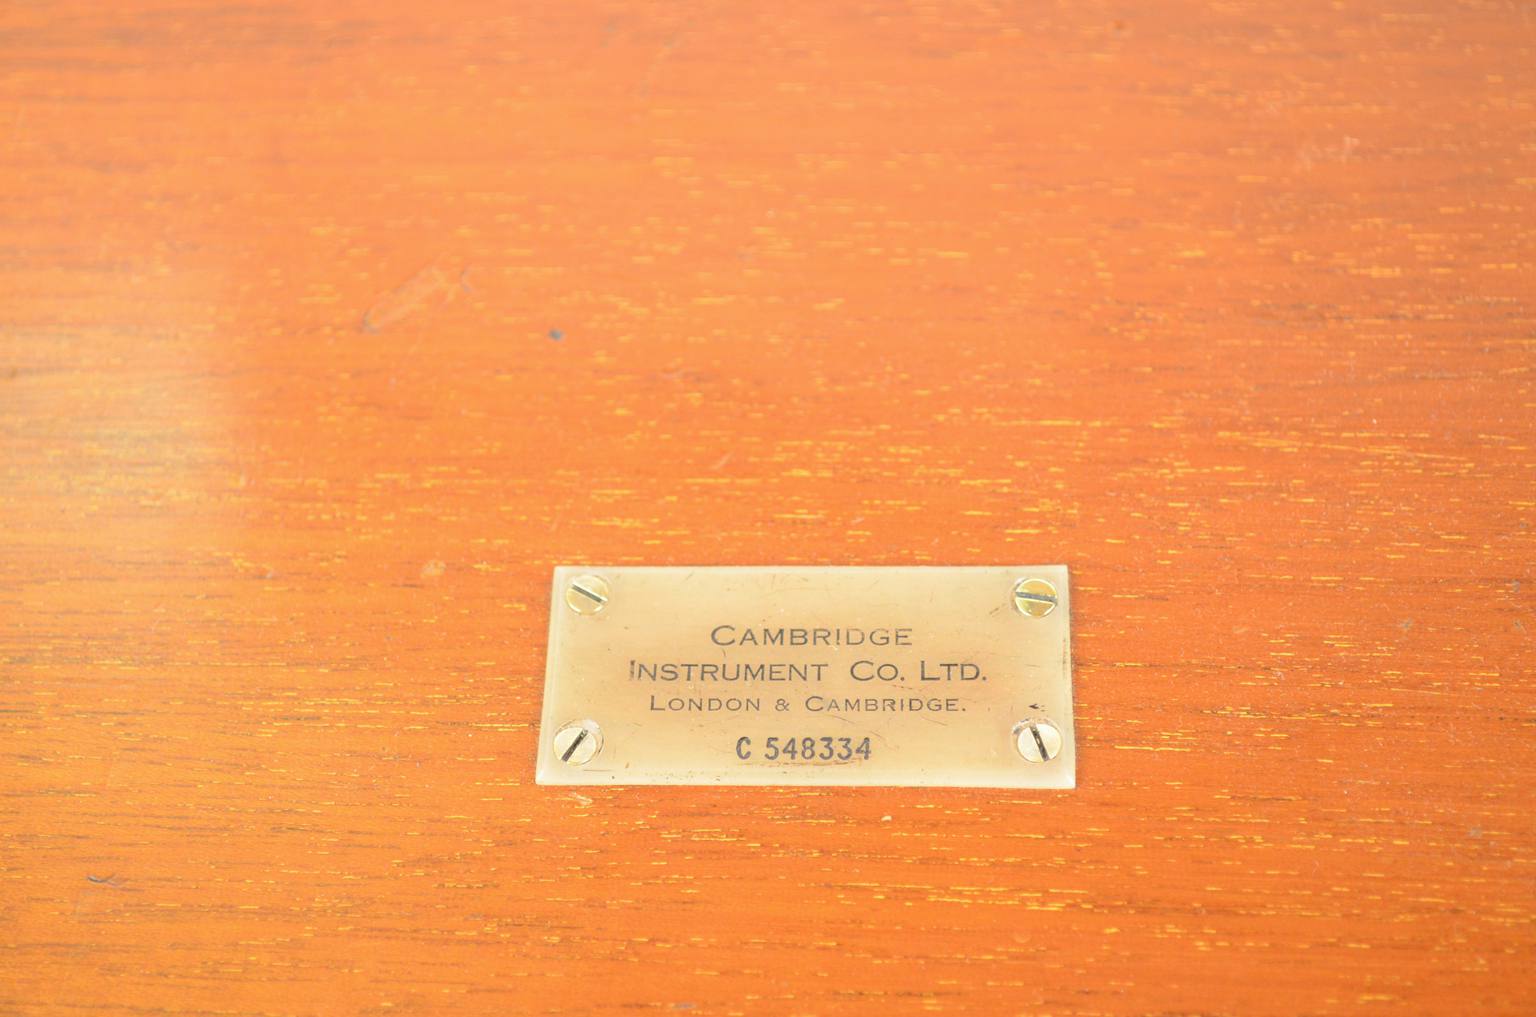 CAMBRIDGE
INSTRUMENT CO. LTD.
LONDON & CAMBRIDGE.
C 548334